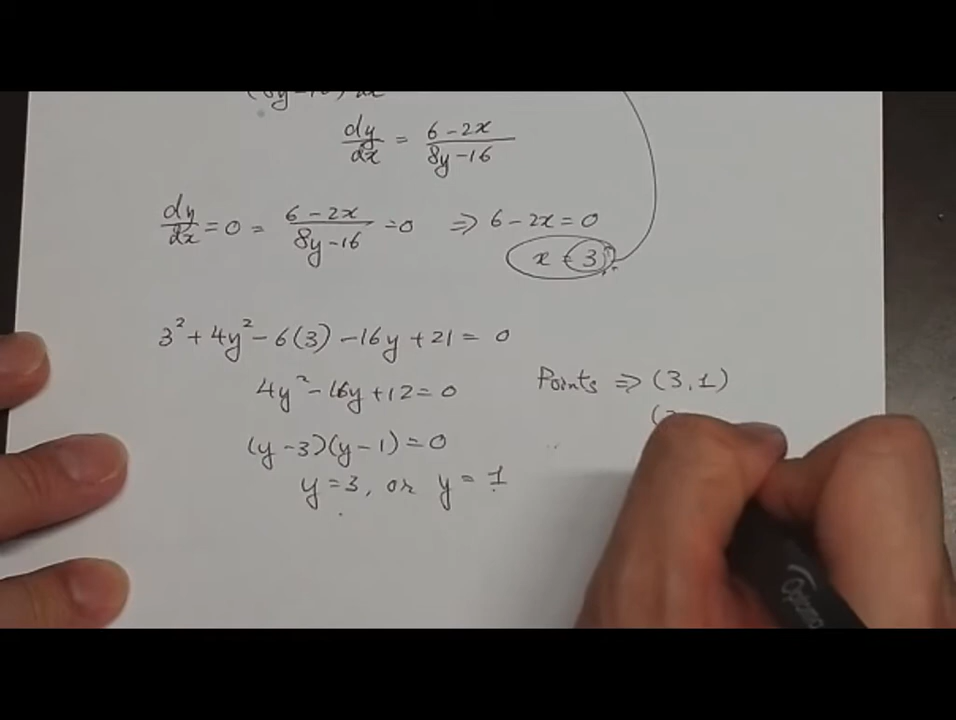 dy/dx = (6 - 2x)/(8y - 16)
dy/dx = 0 = (6 - 2x)/(8y - 16) = 0 ⇒ 6 - 2x = 0
x = 3
3² + 4y² - 6(3) - 16y + 21 = 0
4y² - 16y + 12 = 0
(y - 3)(y - 1) = 0
y = 3, or y = 1
Points ⇒ (3, 1)